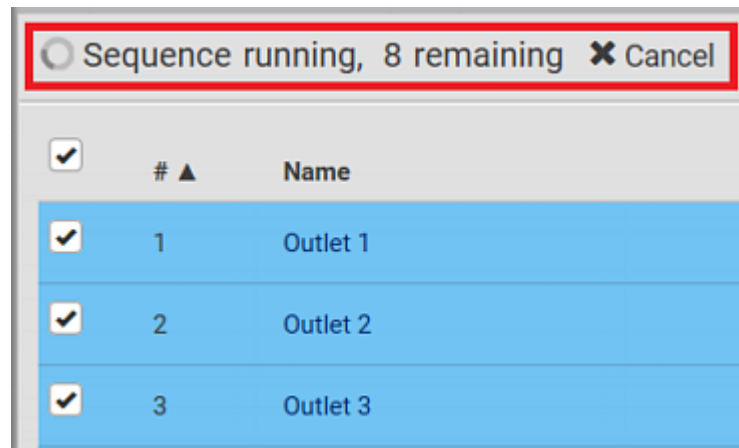 Sequence running, 8 remaining ✖ Cancel
# ▲ Name
1 Outlet 1
2 Outlet 2
3 Outlet 3